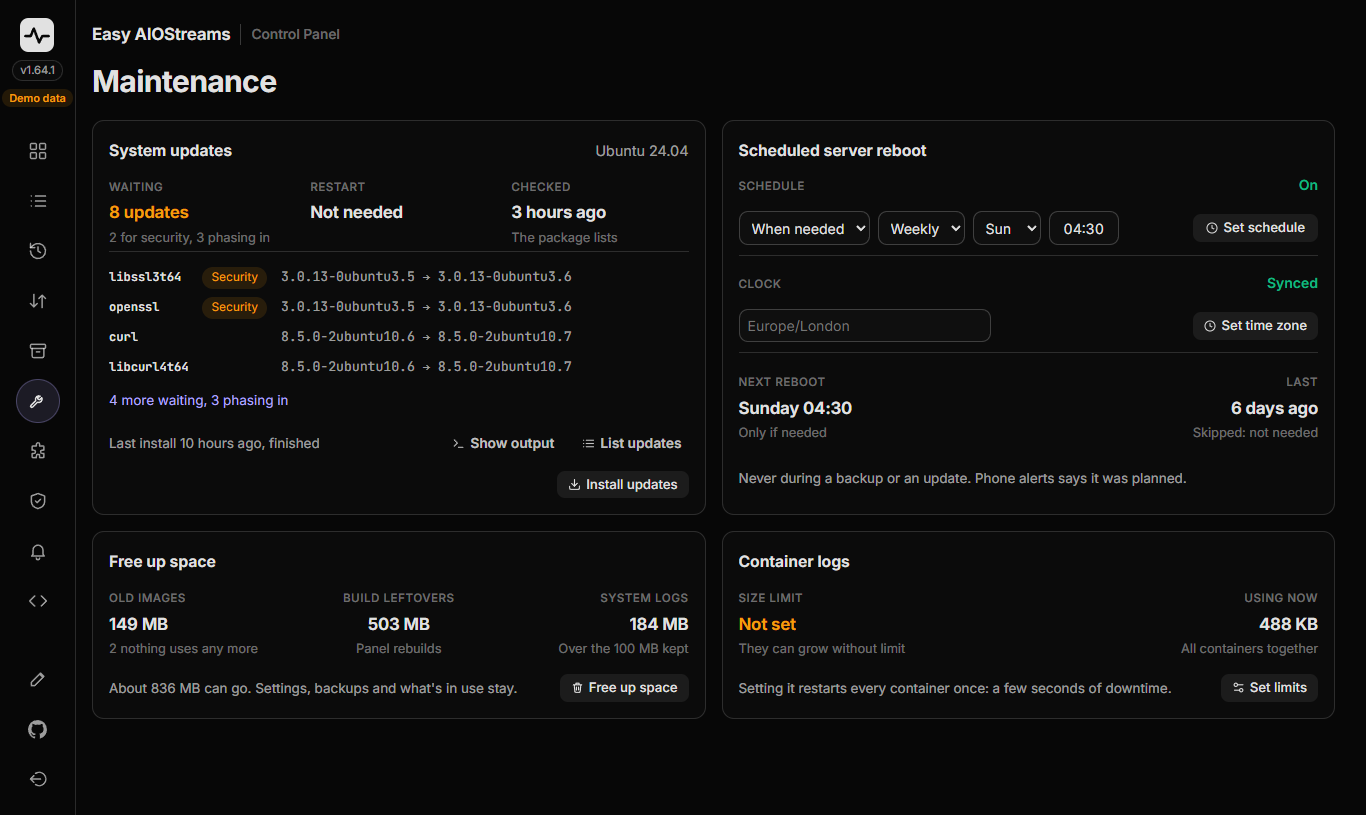 Easy AIOStreams | Control Panel
v1.64.1
Demo data
Maintenance
System updates
Ubuntu 24.04
WAITING
RESTART
CHECKED
8 updates
Not needed
3 hours ago
2 for security, 3 phasing in
The package lists
libssl3t64 Security 3.0.13-0ubuntu3.5 → 3.0.13-0ubuntu3.6
openssl Security 3.0.13-0ubuntu3.5 → 3.0.13-0ubuntu3.6
curl 8.5.0-2ubuntu10.6 → 8.5.0-2ubuntu10.7
libcurl4t64 8.5.0-2ubuntu10.6 → 8.5.0-2ubuntu10.7
4 more waiting, 3 phasing in
Last install 10 hours ago, finished
Show output
List updates
Install updates
Scheduled server reboot
SCHEDULE
On
When needed
Weekly
Sun
04:30
Set schedule
CLOCK
Synced
Europe/London
Set time zone
NEXT REBOOT
LAST
Sunday 04:30
6 days ago
Only if needed
Skipped: not needed
Never during a backup or an update. Phone alerts says it was planned.
Free up space
OLD IMAGES
BUILD LEFTOVERS
SYSTEM LOGS
149 MB
503 MB
184 MB
2 nothing uses any more
Panel rebuilds
Over the 100 MB kept
About 836 MB can go. Settings, backups and what's in use stay.
Free up space
Container logs
SIZE LIMIT
USING NOW
Not set
488 KB
They can grow without limit
All containers together
Setting it restarts every container once: a few seconds of downtime.
Set limits